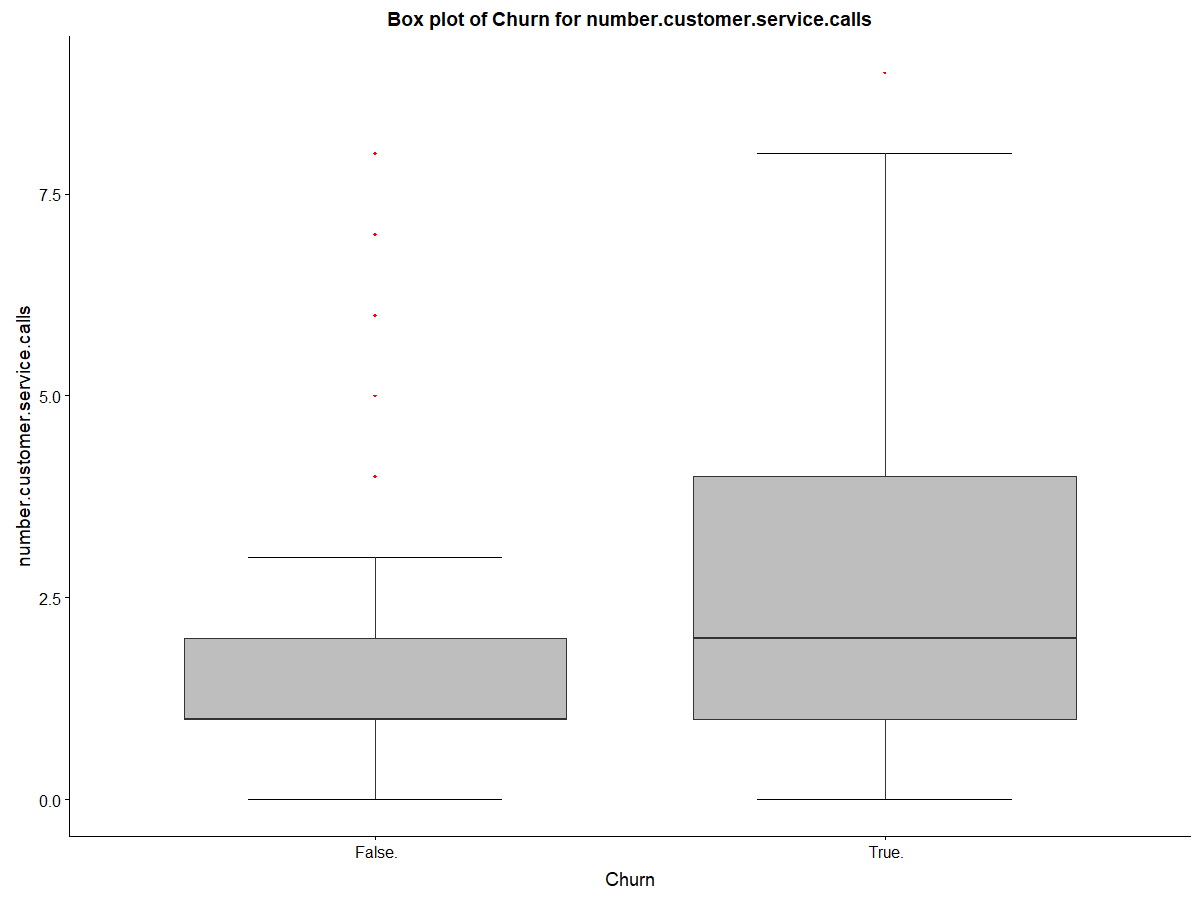 Box plot of Churn for number.customer.service.calls
number.customer.service.calls
7.5
5.0
2.5
0.0
False.
True.
Churn